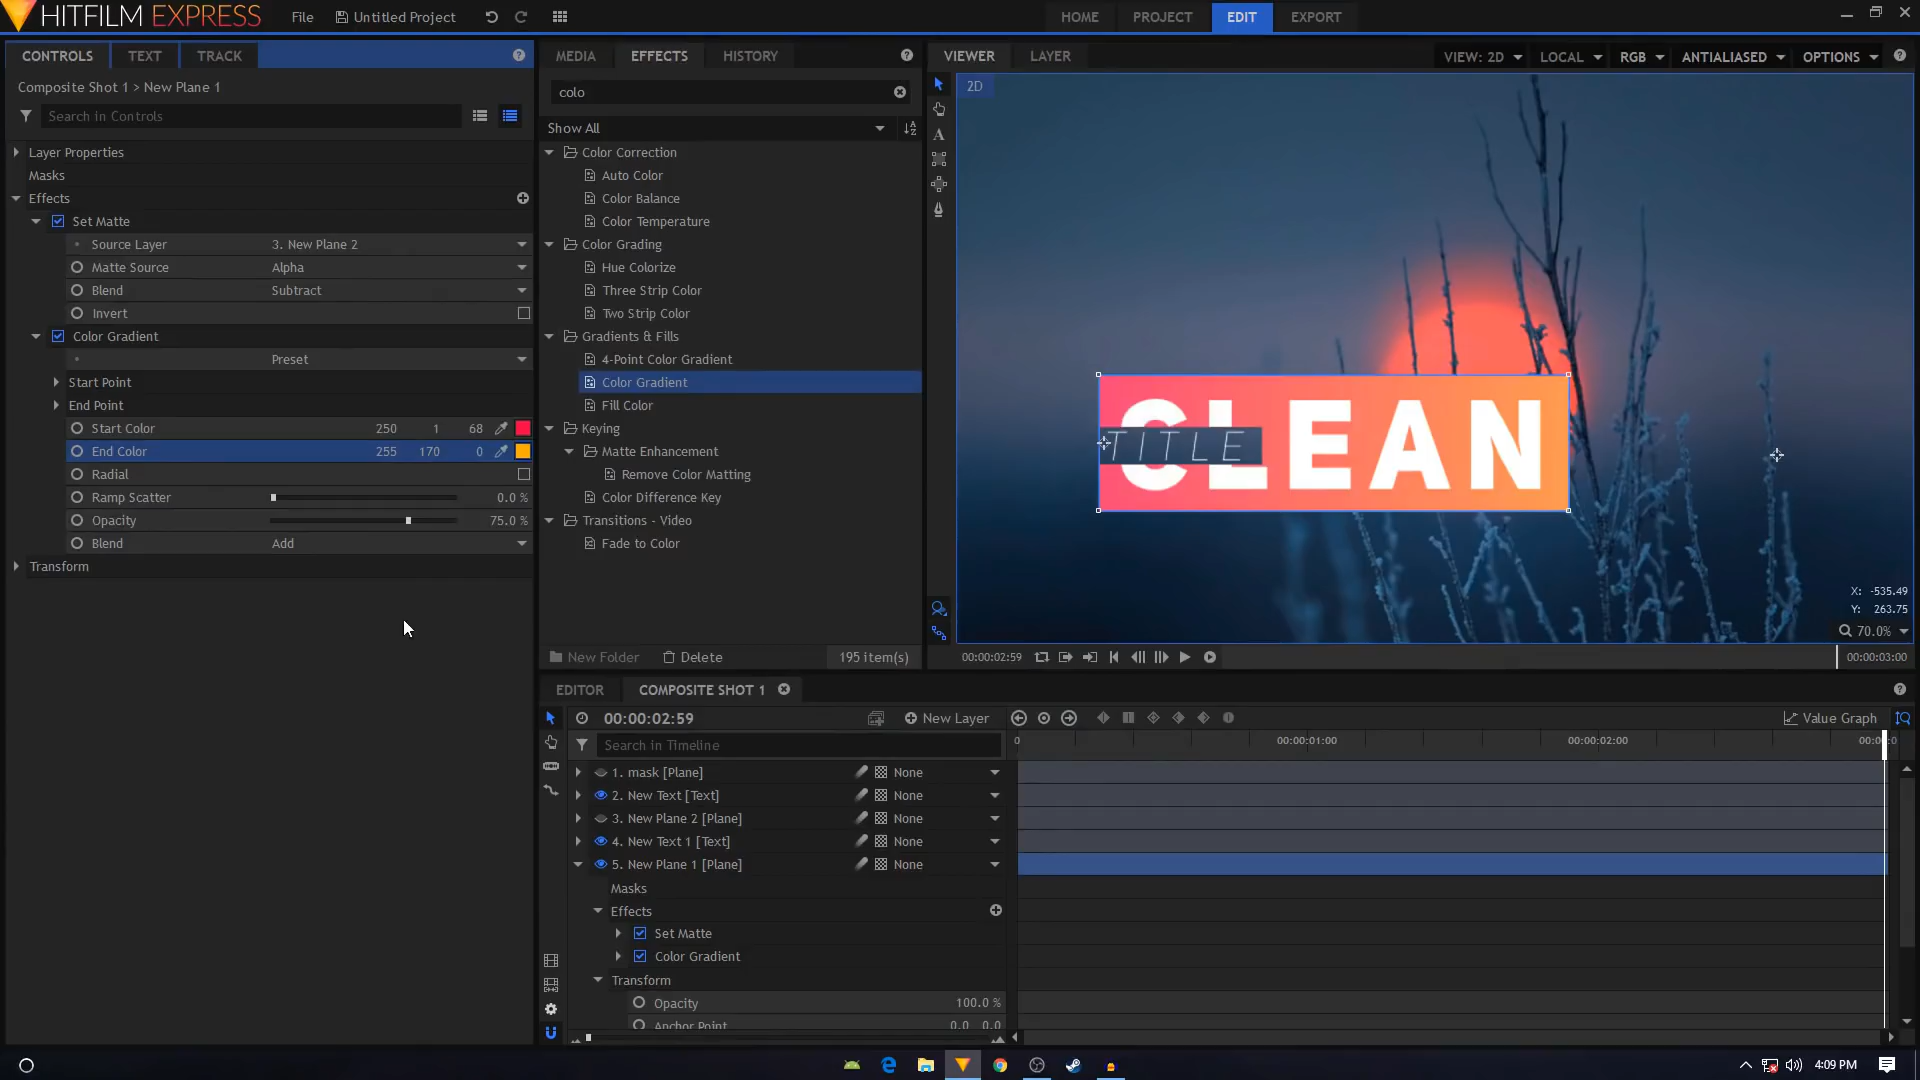 HITFILM EXPRESS
File
Untitled Project
HOME
PROJECT
EDIT
EXPORT
CONTROLS
TEXT
TRACK
Composite Shot 1 > New Plane 1
Search in Controls
Layer Properties
Masks
Effects
Set Matte
Source Layer 3. New Plane 2
Matte Source Alpha
Blend Subtract
Invert
Color Gradient
Preset
Start Point
End Point
Start Color 250 1 68
End Color 255 170 0
Radial
Ramp Scatter 0.0 %
Opacity 75.0 %
Blend Add
Transform
MEDIA
EFFECTS
HISTORY
colo
Show All
Color Correction
Auto Color
Color Balance
Color Temperature
Color Grading
Hue Colorize
Three Strip Color
Two Strip Color
Gradients & Fills
4-Point Color Gradient
Color Gradient
Fill Color
Keying
Matte Enhancement
Remove Color Matting
Color Difference Key
Transitions - Video
Fade to Color
New Folder
Delete
195 item(s)
VIEWER
LAYER
VIEW: 2D
LOCAL
RGB
ANTIALIASED
OPTIONS
2D
CLEAN
TITLE
X: -535.49
Y: 263.75
70.0%
00:00:02:59
00:00:03:00
EDITOR
COMPOSITE SHOT 1
00:00:02:59
New Layer
Value Graph
Search in Timeline
0
00:00:01:00
00:00:02:00
1. mask [Plane] None
2. New Text [Text] None
3. New Plane 2 [Plane] None
4. New Text 1 [Text] None
5. New Plane 1 [Plane] None
Masks
Effects
Set Matte
Color Gradient
Transform
Opacity 100.0 %
Anchor Point 0.0 0.0
4:09 PM